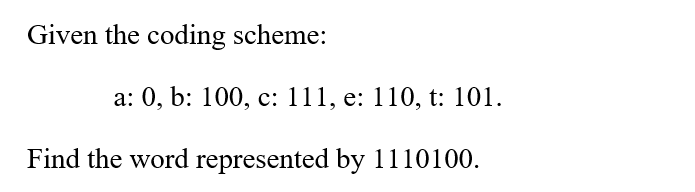 Given the coding scheme:
a: 0, b: 100, c: 111, e: 110, t: 101.
Find the word represented by 1110100.